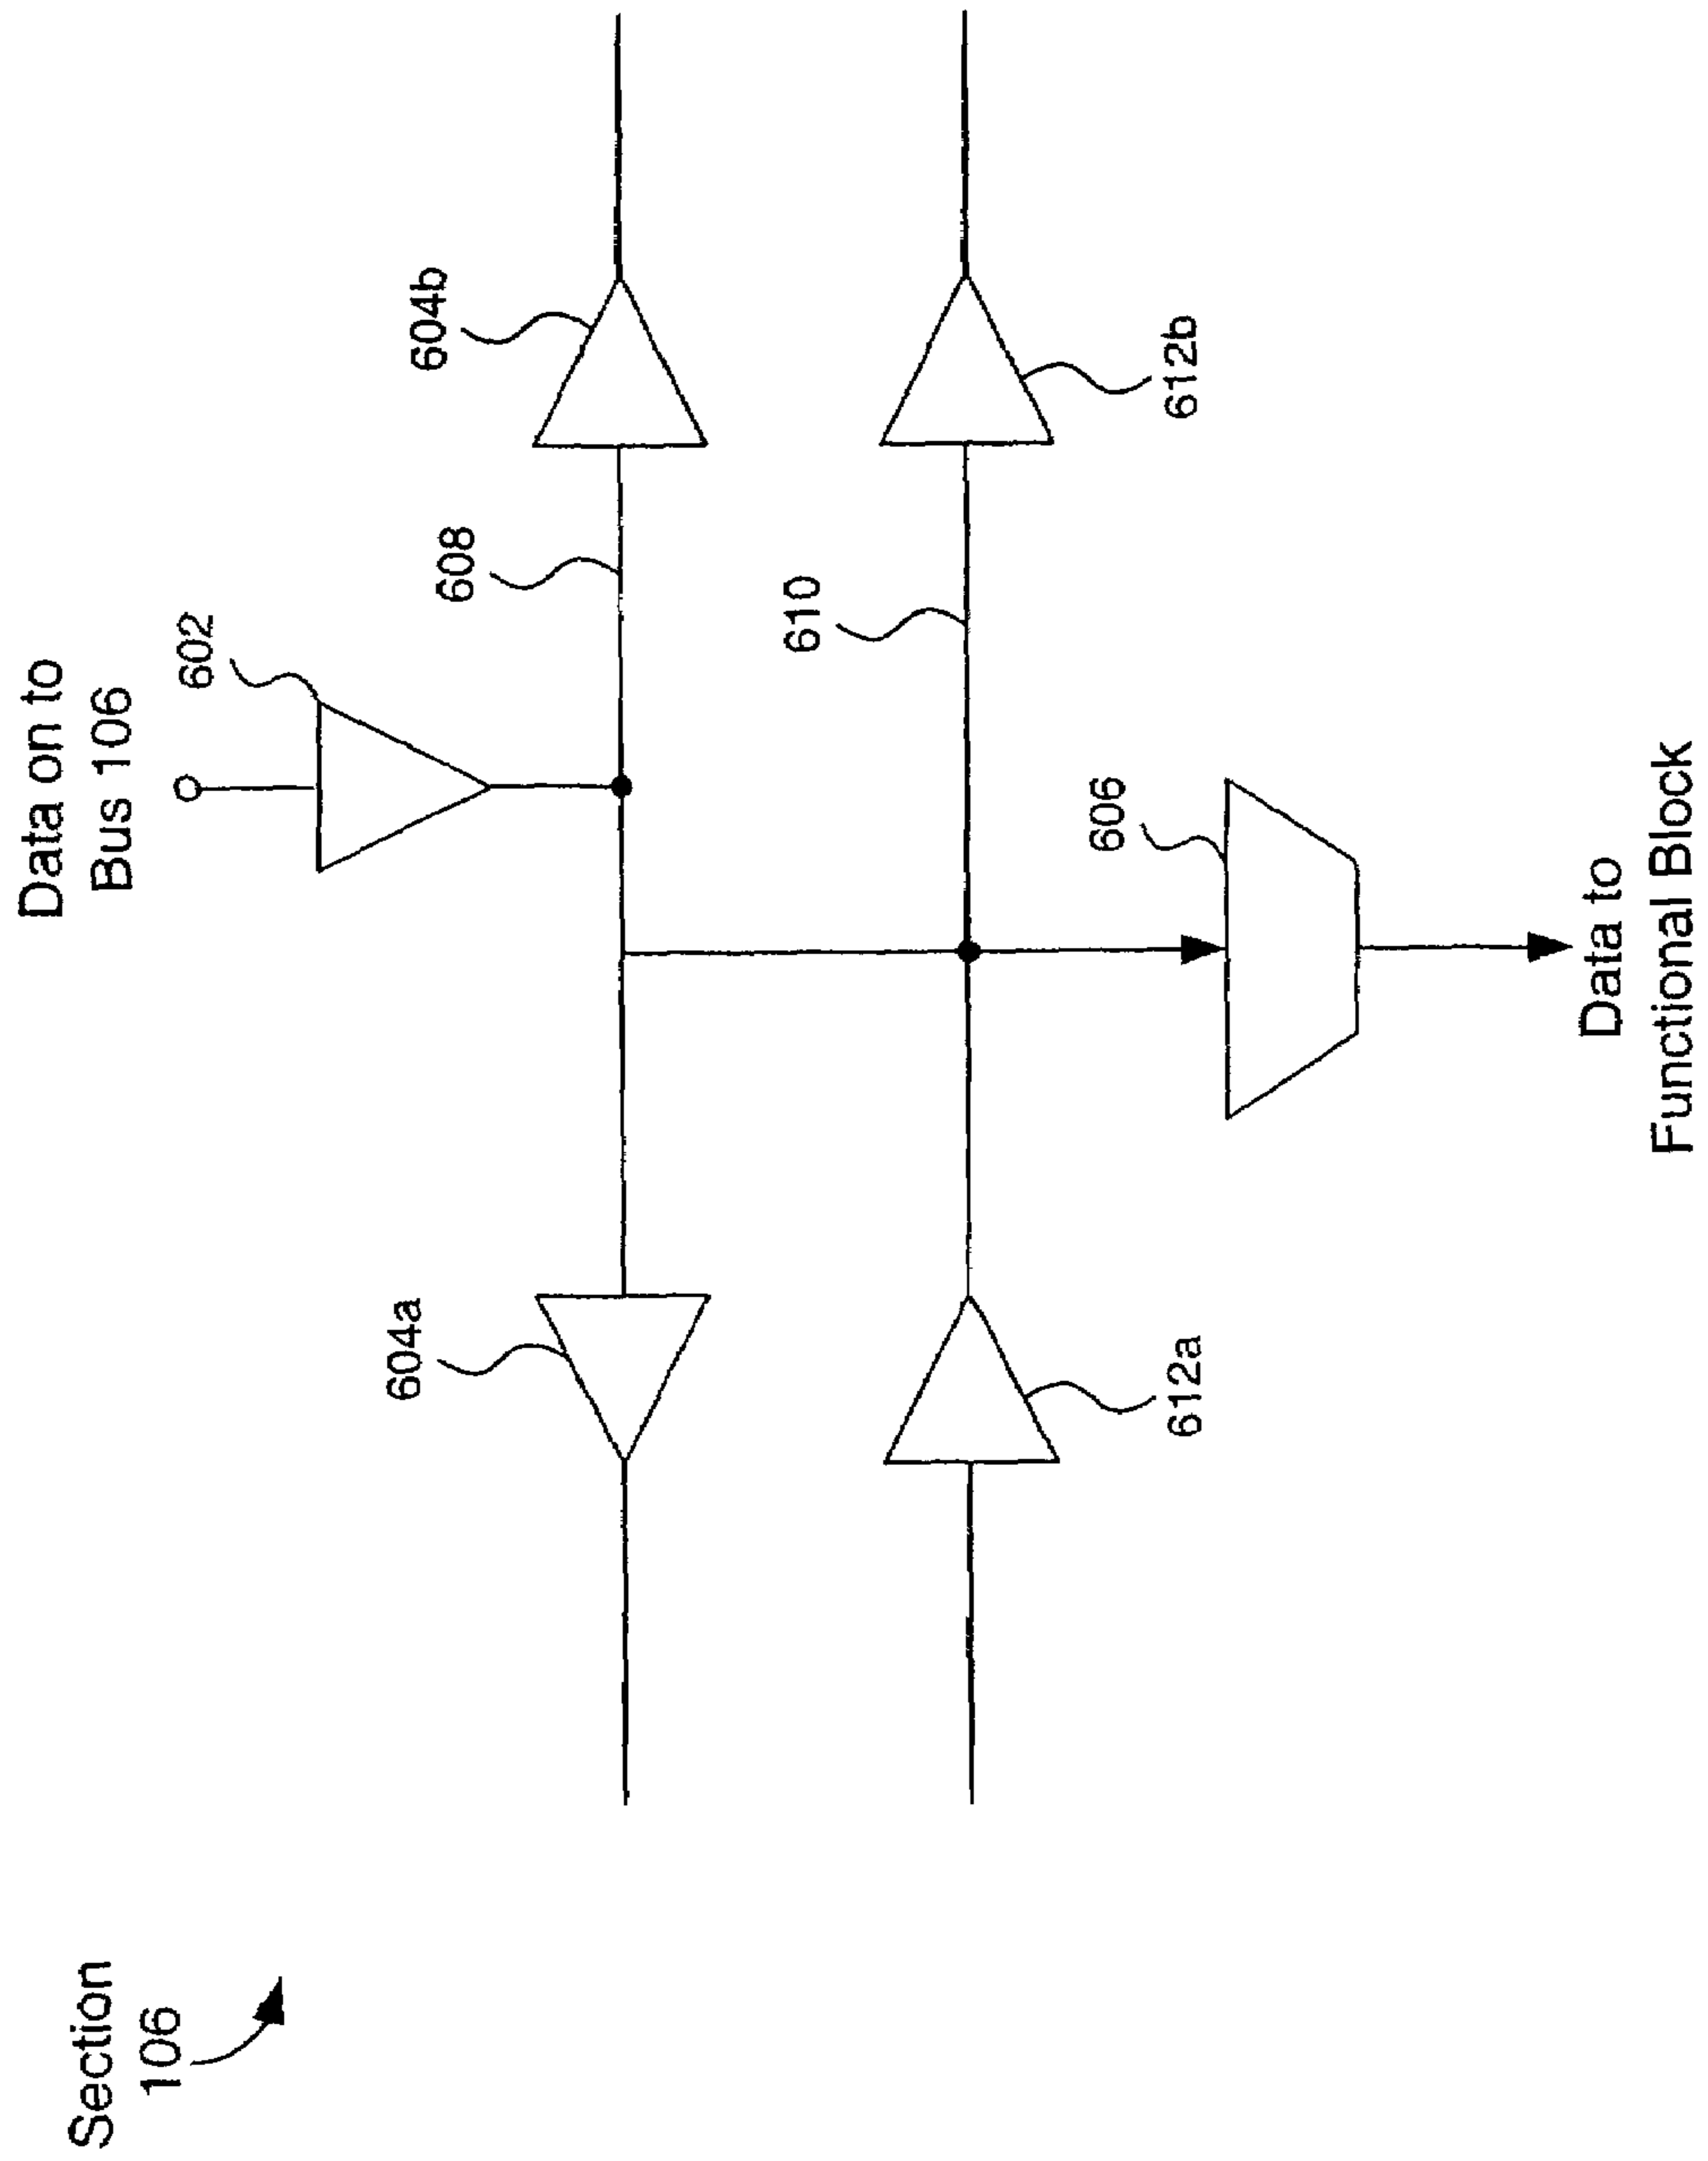 Section
106
Data on to
Bus 106
602
604a
608
604b
610
612a
606
612b
Data to
Functional Block